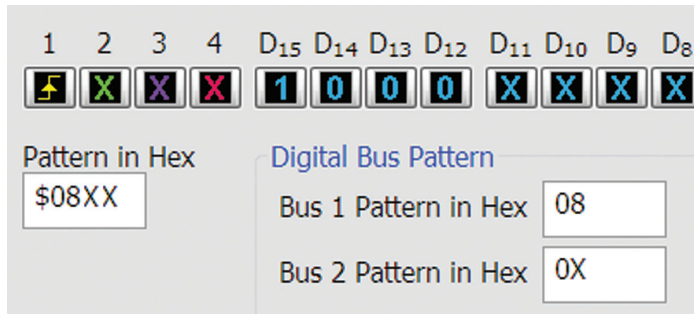 1 2 3 4 D₁₅ D₁₄ D₁₃ D₁₂ D₁₁ D₁₀ D₉ D₈
X X X 1 0 0 0 X X X X
Pattern in Hex
$08XX
Digital Bus Pattern
Bus 1 Pattern in Hex 08
Bus 2 Pattern in Hex 0X